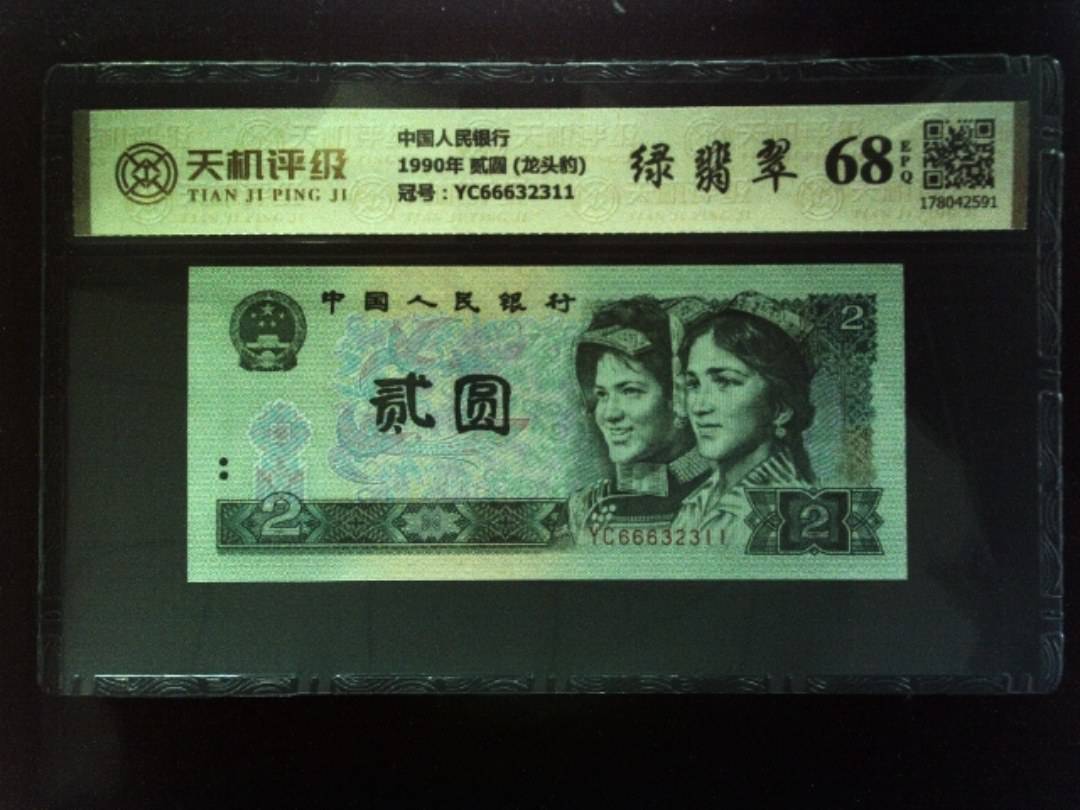 天机评级
TIAN JI PING JI
中国人民银行
1990年 贰圆 (龙头豹)
冠号：YC66632311
绿翡翠
68
EPQ
178042591
中国人民银行
贰圆
2
2
2
YC66632311